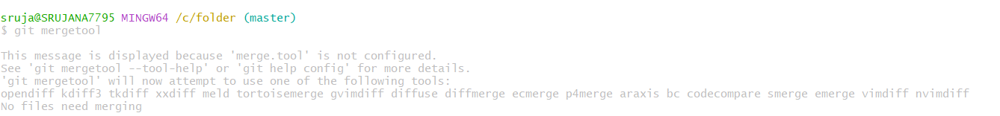 sruja@SRUJANA7795 MINGW64 /c/folder (master)
$ git mergetool
This message is displayed because 'merge.tool' is not configured.
See 'git mergetool --tool-help' or 'git help config' for more details.
'git mergetool' will now attempt to use one of the following tools:
opendiff kdiff3 tkdiff xxdiff meld tortoisemerge gvimdiff diffuse diffmerge ecmerge p4merge araxis bc codecompare smerge emerge vimdiff nvimdiff
No files need merging